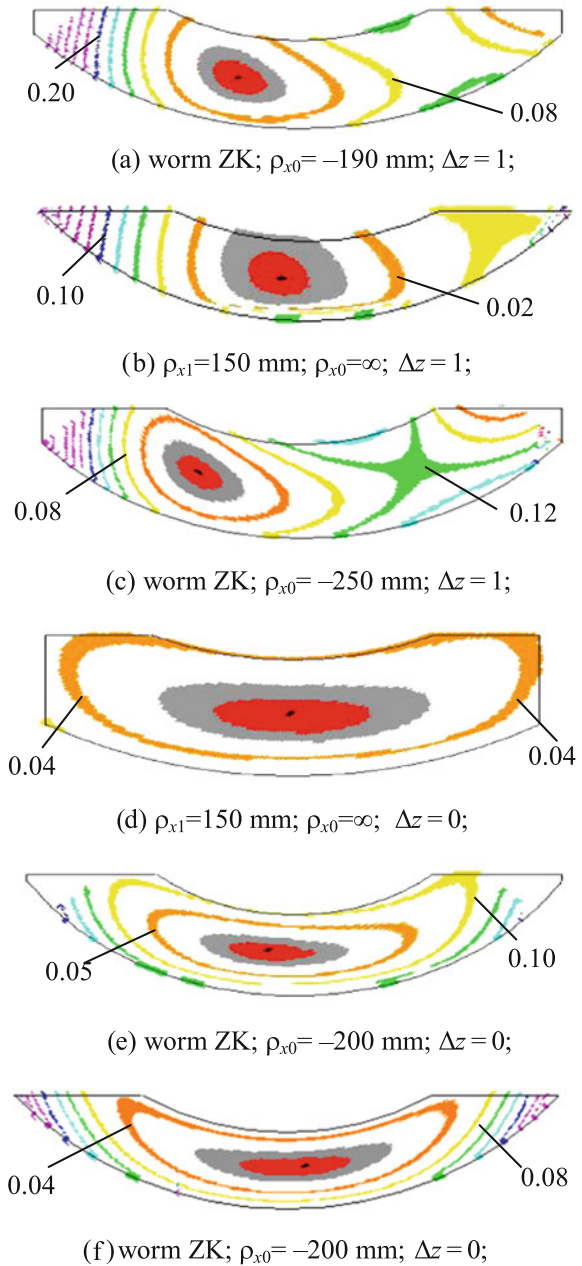 0.20
0.08
(a) worm ZK; ρx0= –190 mm; Δz = 1;
0.10
0.02
(b) ρx1=150 mm; ρx0=∞; Δz = 1;
0.08
0.12
(c) worm ZK; ρx0= –250 mm; Δz = 1;
0.04
0.04
(d) ρx1=150 mm; ρx0=∞; Δz = 0;
0.05
0.10
(e) worm ZK; ρx0= –200 mm; Δz = 0;
0.04
0.08
(f) worm ZK; ρx0= –200 mm; Δz = 0;